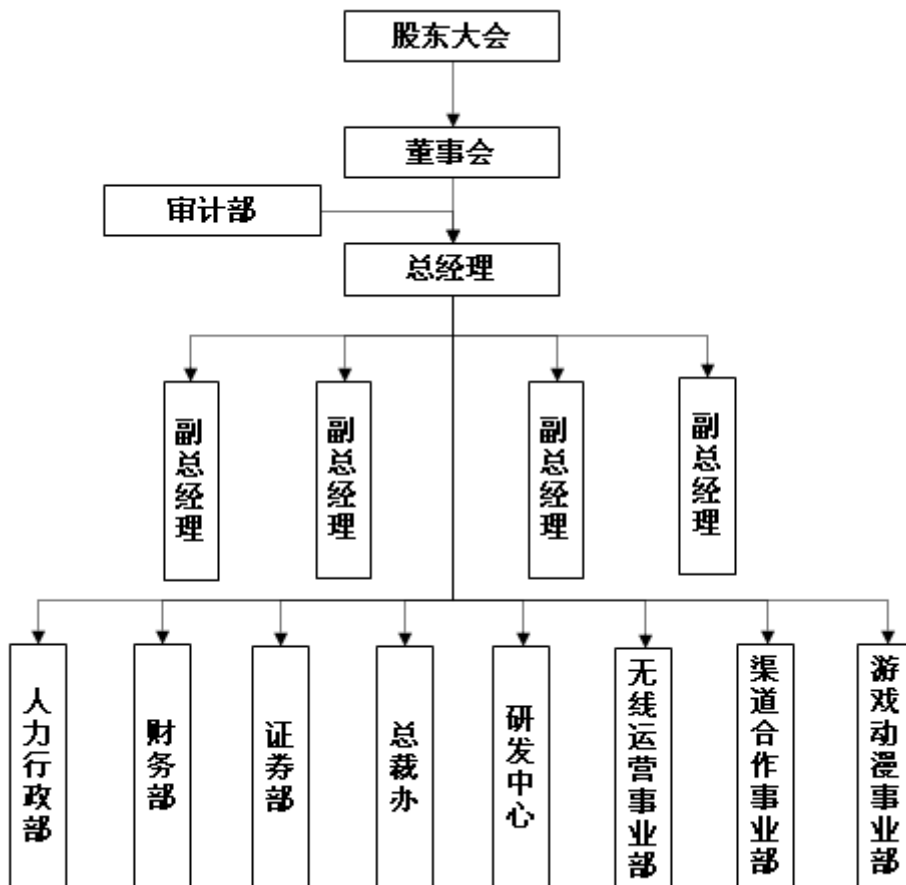 股东大会
董事会
审计部
总经理
副总经理
副总经理
副总经理
副总经理
人力行政部
财务部
证券部
总裁办
研发中心
无线运营事业部
渠道合作事业部
游戏动漫事业部